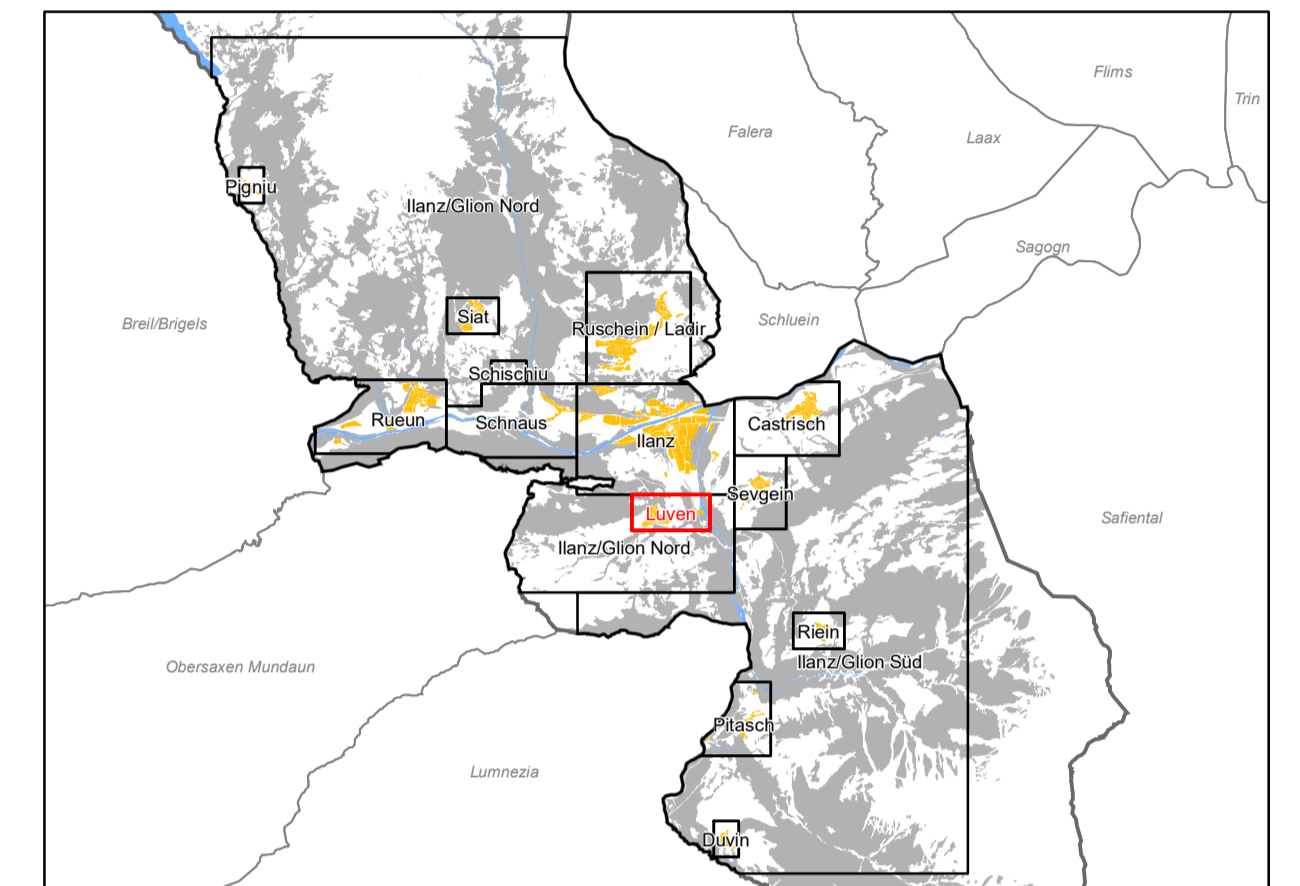 Flims
Trin
Falera
Laax
Pigniu
Ilanz/Glion Nord
Sagogn
Breil/Brigels
Siat
Ruschein / Ladir
Schluein
Schischiu
Rueun
Schnaus
Ilanz
Castrisch
Sevgein
Luven
Safiental
Ilanz/Glion Nord
Riein
Ilanz/Glion Süd
Obersaxen Mundaun
Pitasch
Lumnezia
Duvin